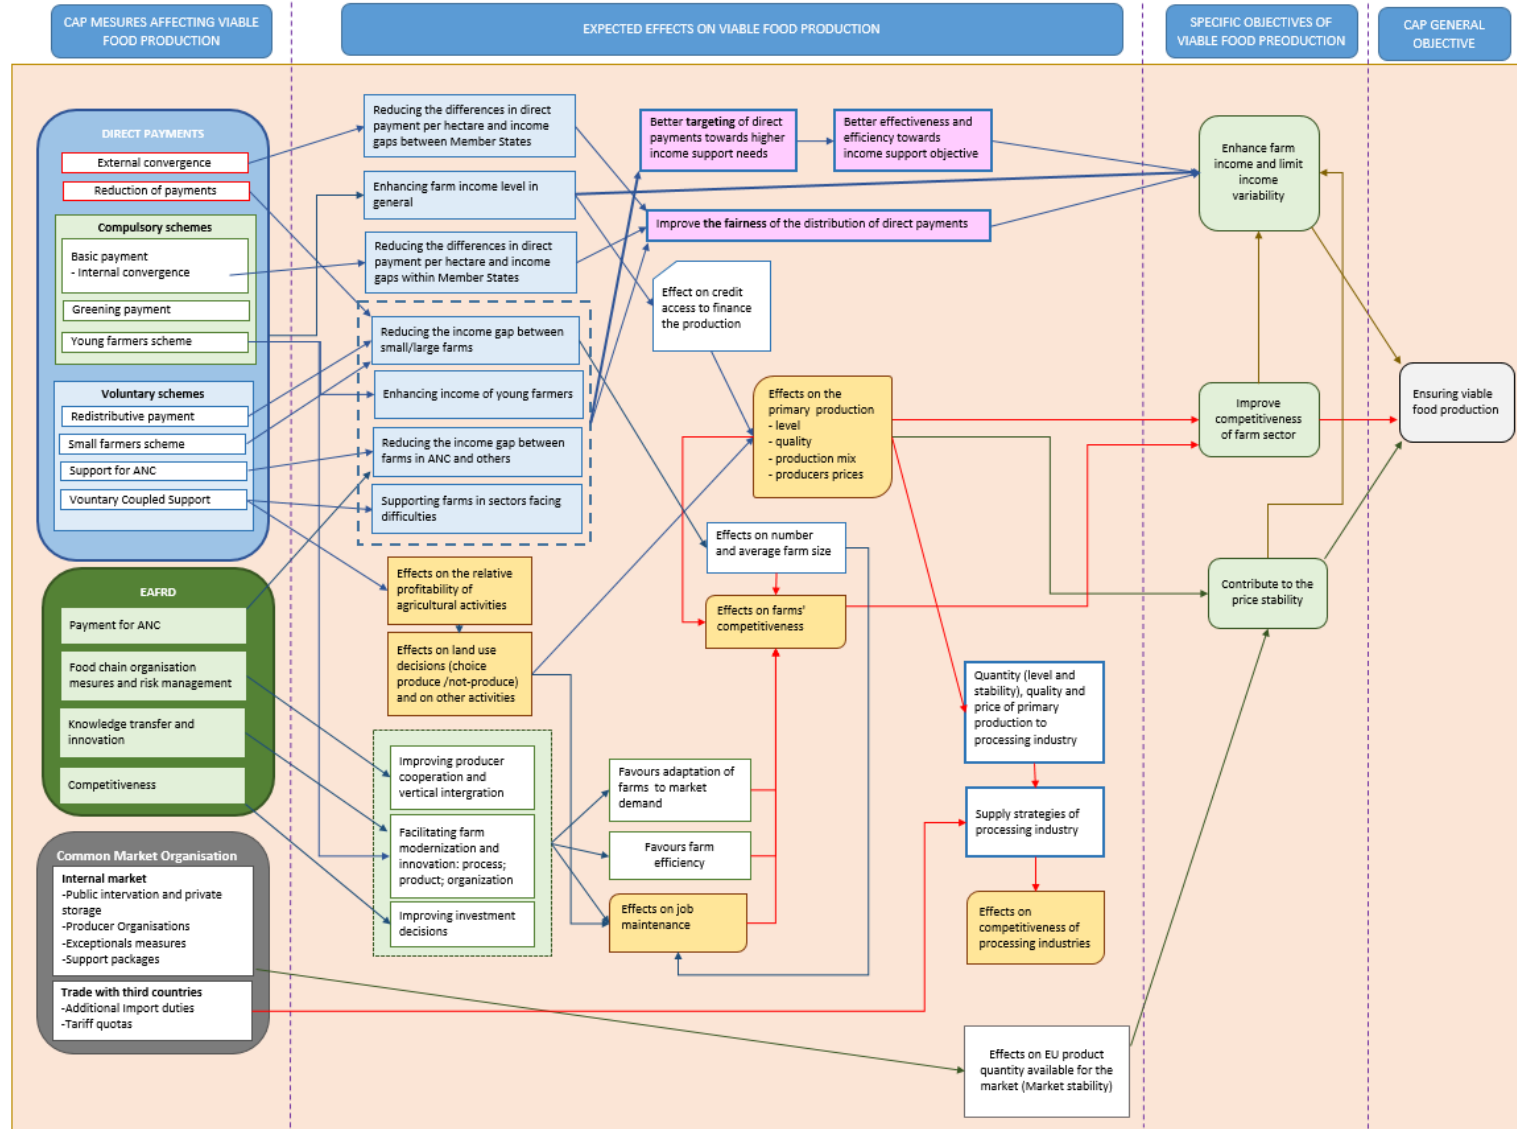 CAP MESURES AFFECTING VIABLE
FOOD PRODUCTION
EXPECTED EFFECTS ON VIABLE FOOD PRODUCTION
SPECIFIC OBJECTIVES OF
VIABLE FOOD PREODUCTION
CAP GENERAL
OBJECTIVE
DIRECT PAYMENTS
External convergence
Reduction of payments
Compulsory schemes
Basic payment
- Internal convergence
Greening payment
Young farmers scheme
Voluntary schemes
Redistributive payment
Small farmers scheme
Support for ANC
Vountary Coupled Support
EAFRD
Payment for ANC
Food chain organisation
mesures and risk management
Knowledge transfer and
innovation
Competitiveness
Common Market Organisation
Internal market
-Public intervation and private
storage
-Producer Organisations
-Exceptionals measures
-Support packages
Trade with third countries
-Additional Import duties
-Tariff quotas
Reducing the differences in direct
payment per hectare and income
gaps between Member States
Enhancing farm income level in
general
Reducing the differences in direct
payment per hectare and income
gaps within Member States
Reducing the income gap between
small/large farms
Enhancing income of young farmers
Reducing the income gap between
farms in ANC and others
Supporting farms in sectors facing
difficulties
Effects on the relative
profitability of
agricultural activities
Effects on land use
decisions (choice
produce /not-produce)
and on other activities
Improving producer
cooperation and
vertical intergration
Facilitating farm
modernization and
innovation: process;
product; organization
Improving investment
decisions
Better targeting of direct
payments towards higher
income support needs
Better effectiveness and
efficiency towards
income support objective
Improve the fairness of the distribution of direct payments
Effect on credit
access to finance
the production
Effects on the
primary production
- level
- quality
- production mix
- producers prices
Effects on number
and average farm size
Effects on farms'
competitiveness
Favours adaptation of
farms to market
demand
Favours farm
efficiency
Effects on job
maintenance
Quantity (level and
stability), quality and
price of primary
production to
processing industry
Supply strategies of
processing industry
Effects on
competitiveness of
processing industries
Effects on EU product
quantity available for the
market (Market stability)
Enhance farm
income and limit
income
variability
Improve
competitiveness
of farm sector
Contribute to the
price stability
Ensuring viable
food production